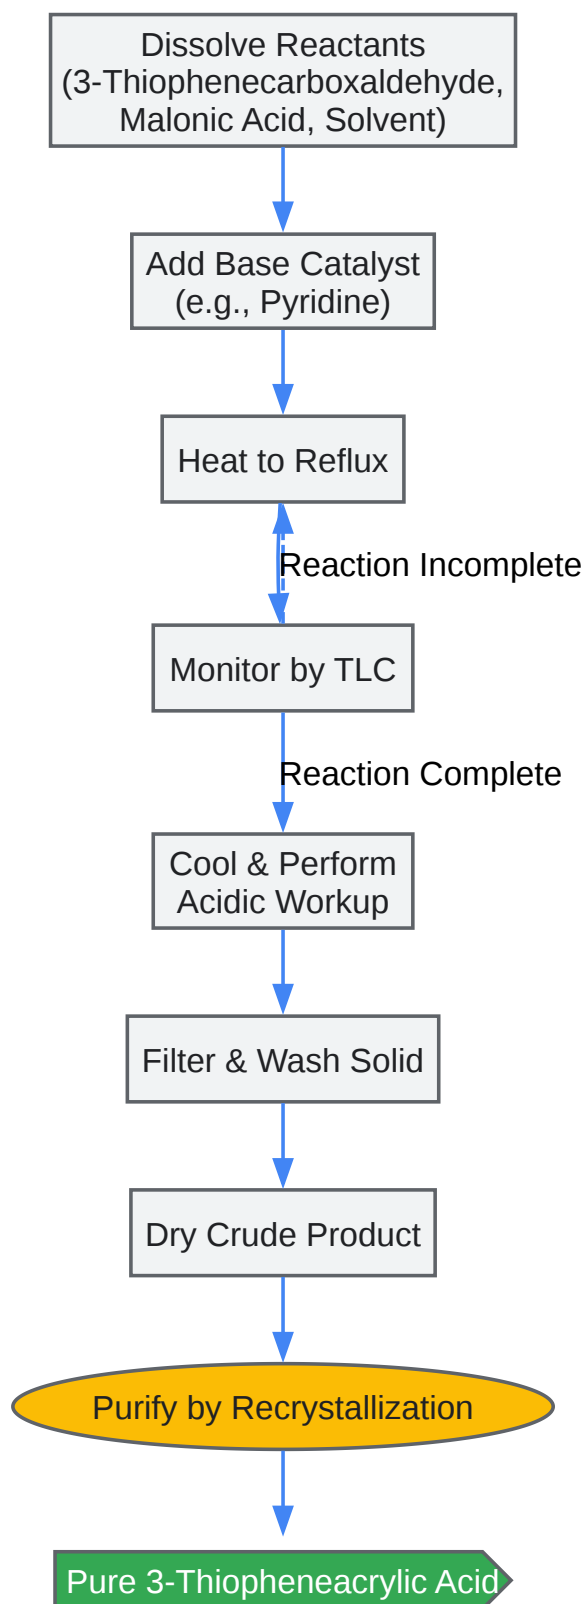 Dissolve Reactants
(3-Thiophenecarboxaldehyde,
Malonic Acid, Solvent)
Add Base Catalyst
(e.g., Pyridine)
Heat to Reflux
Reaction Incomplete
Monitor by TLC
Reaction Complete
Cool & Perform
Acidic Workup
Filter & Wash Solid
Dry Crude Product
Purify by Recrystallization
Pure 3-Thiopheneacrylic Acid